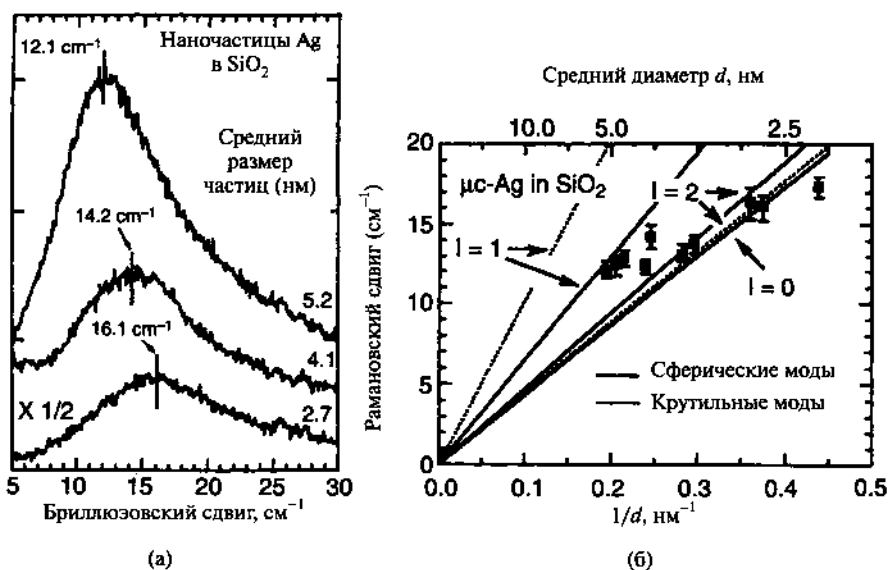 12.1 cm⁻¹
Наночастицы Ag
в SiO₂
Средний
размер
частиц (нм)
14.2 cm⁻¹
16.1 cm⁻¹
5.2
4.1
2.7
X 1/2
5 10 15 20 25 30
Бриллюзовский сдвиг, см⁻¹
(а)
Средний диаметр d, нм
10.0 5.0 2.5
20
15
10
5
0
Рамановский сдвиг (см⁻¹)
μc-Ag in SiO₂
l = 2
l = 1
l = 0
Сферические моды
Крутильные моды
0.0 0.1 0.2 0.3 0.4 0.5
1/d, нм⁻¹
(б)